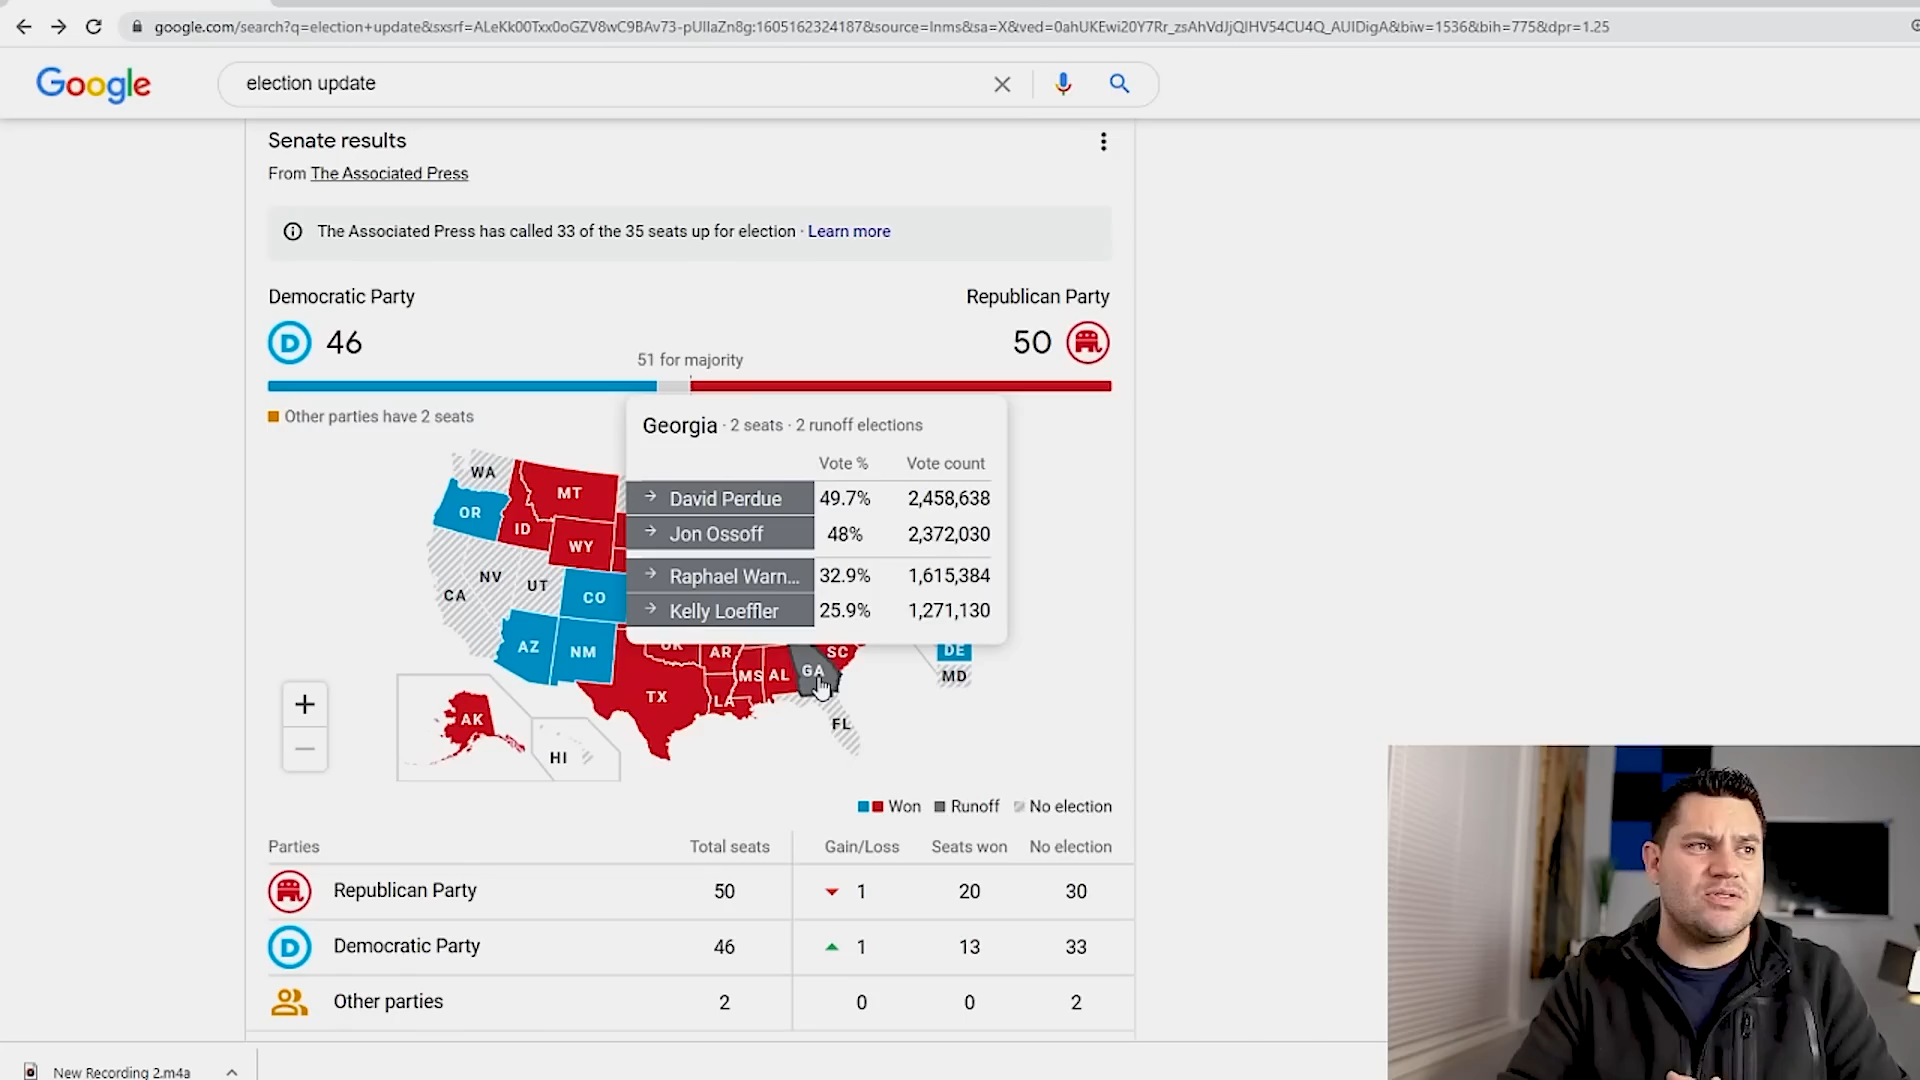 google.com/search?q=election+update&sxsrf=ALeKk00Txx0oGZV8wC9BAv73-pUIlaZn8g:1605162324187&source=lnms&sa=X&ved=0ahUKEwi20Y7Rr_zsAhVdJjQIHV54CU4Q_AUIDigA&biw=1536&bih=775&dpr=1.25
Google
election update
Senate results
From The Associated Press
The Associated Press has called 33 of the 35 seats up for election · Learn more
Democratic Party
Republican Party
D 46
50
51 for majority
Other parties have 2 seats
Georgia · 2 seats · 2 runoff elections
Vote % Vote count
David Perdue 49.7% 2,458,638
Jon Ossoff 48% 2,372,030
Raphael Warn... 32.9% 1,615,384
Kelly Loeffler 25.9% 1,271,130
WA
MT
OR
ID
WY
NV
UT
CO
CA
AZ
NM
OK
AR
SC
DE
MS
AL
GA
MD
TX
LA
FL
AK
HI
+
−
Won Runoff No election
Parties Total seats Gain/Loss Seats won No election
Republican Party 50 1 20 30
D Democratic Party 46 1 13 33
Other parties 2 0 0 2
New Recording 2.m4a